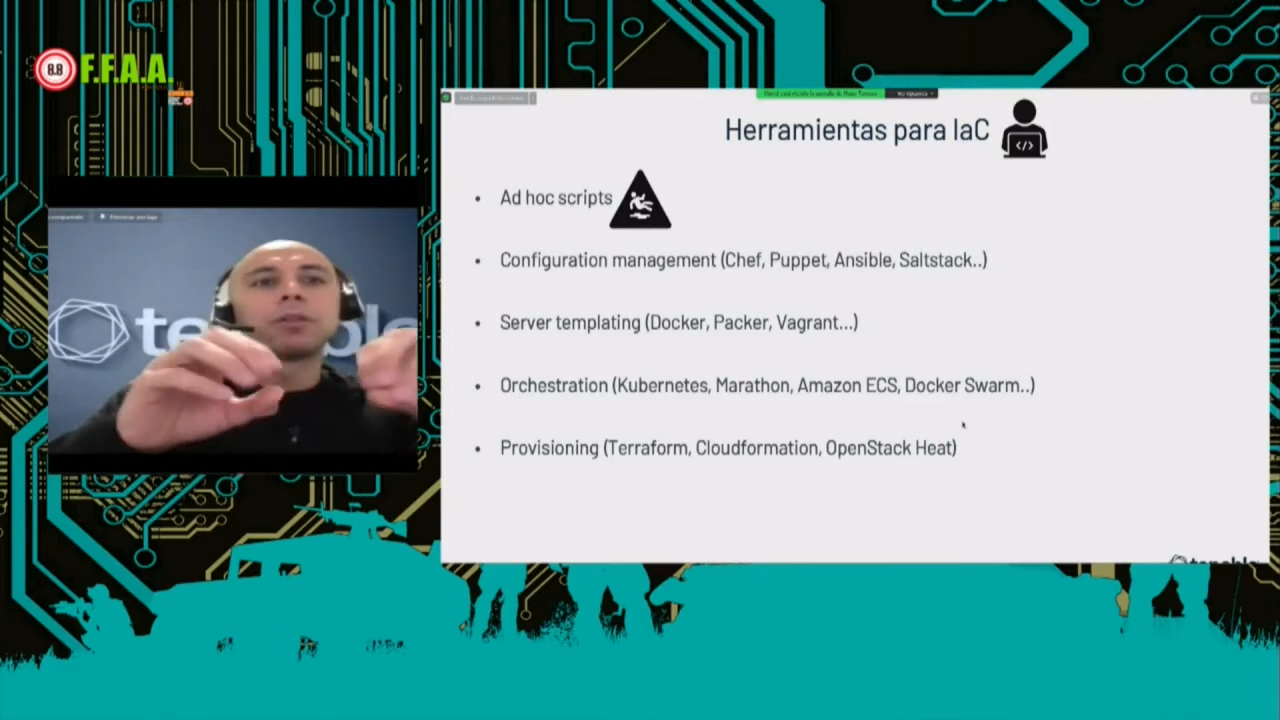 8.8 F.F.A.A.
Herramientas para IaC
</>
• Ad hoc scripts
• Configuration management (Chef, Puppet, Ansible, Saltstack..)
• Server templating (Docker, Packer, Vagrant...)
• Orchestration (Kubernetes, Marathon, Amazon ECS, Docker Swarm..)
• Provisioning (Terraform, Cloudformation, OpenStack Heat)